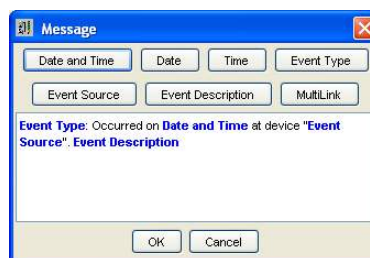 Message
Date and Time Date Time Event Type
Event Source Event Description MultiLink
Event Type: Occurred on Date and Time at device "Event
Source". Event Description
OK Cancel